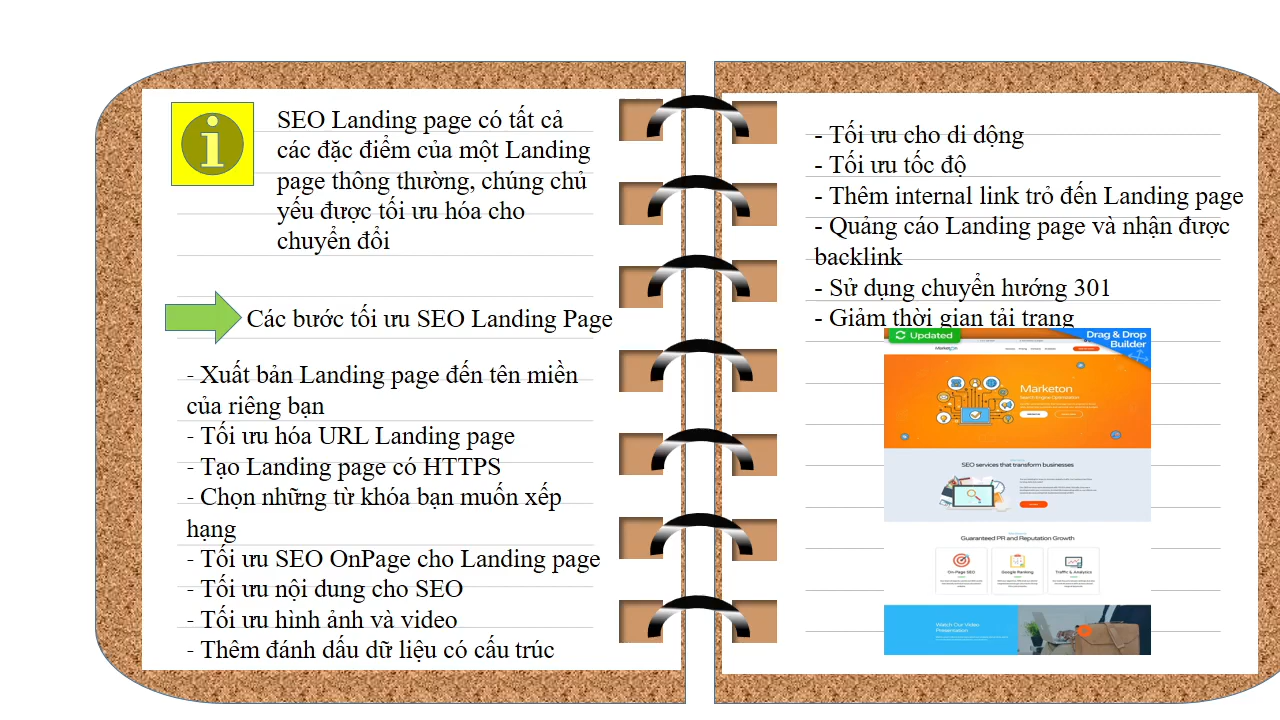 SEO Landing page có tất cả
các đặc điểm của một Landing
page thông thường, chúng chủ
yếu được tối ưu hóa cho
chuyển đổi
Các bước tối ưu SEO Landing Page
- Xuất bản Landing page đến tên miền
của riêng bạn
- Tối ưu hóa URL Landing page
- Tạo Landing page có HTTPS
- Chọn những từ khóa bạn muốn xếp
hạng
- Tối ưu SEO OnPage cho Landing page
- Tối ưu nội dung cho SEO
- Tối ưu hình ảnh và video
- Thêm đánh dấu dữ liệu có cấu trúc
- Tối ưu cho di dộng
- Tối ưu tốc độ
- Thêm internal link trỏ đến Landing page
- Quảng cáo Landing page và nhận được
backlink
- Sử dụng chuyển hướng 301
- Giảm thời gian tải trang
Updated
Drag & Drop
Builder
Marketon
Marketon
Search Engine Optimization
SEO services that transform businesses
Guaranteed PR and Reputation Growth
On-Page SEO
Google Ranking
Traffic & Analytics
Watch Our Video
Presentation